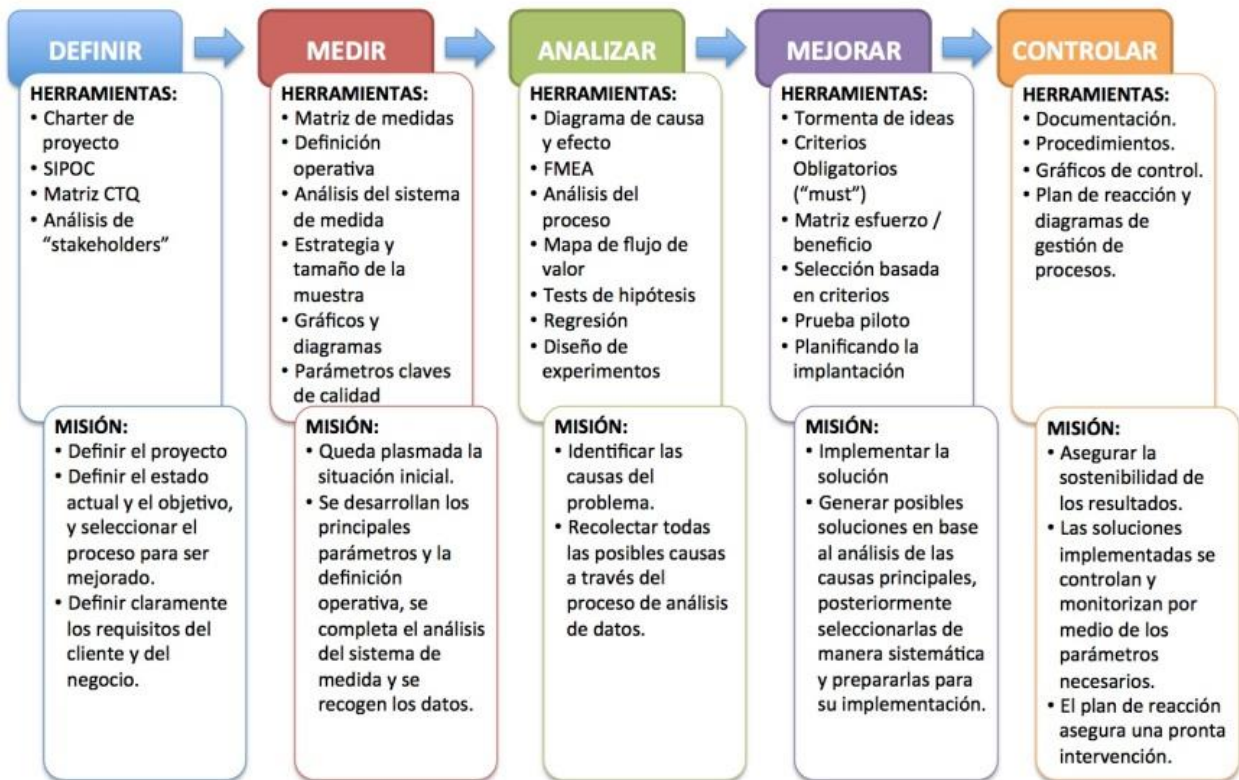 DEFINIR
MEDIR
ANALIZAR
MEJORAR
CONTROLAR
HERRAMIENTAS:
• Charter de
proyecto
• SIPOC
• Matriz CTQ
• Análisis de
“stakeholders”
HERRAMIENTAS:
• Matriz de medidas
• Definición
operativa
• Análisis del sistema
de medida
• Estrategia y
tamaño de la
muestra
• Gráficos y
diagramas
• Parámetros claves
de calidad
HERRAMIENTAS:
• Diagrama de causa
y efecto
• FMEA
• Análisis del
proceso
• Mapa de flujo de
valor
• Tests de hipótesis
• Regresión
• Diseño de
experimentos
HERRAMIENTAS:
• Tormenta de ideas
• Criterios
Obligatorios
(“must”)
• Matriz esfuerzo /
beneficio
• Selección basada
en criterios
• Prueba piloto
• Planificando la
implantación
HERRAMIENTAS:
• Documentación.
• Procedimientos.
• Gráficos de control.
• Plan de reacción y
diagramas de
gestión de
procesos.
MISIÓN:
• Definir el proyecto
• Definir el estado
actual y el objetivo,
y seleccionar el
proceso para ser
mejorado.
• Definir claramente
los requisitos del
cliente y del
negocio.
MISIÓN:
• Queda plasmada la
situación inicial.
• Se desarrollan los
principales
parámetros y la
definición
operativa, se
completa el análisis
del sistema de
medida y se
recogen los datos.
MISIÓN:
• Identificar las
causas del
problema.
• Recolectar todas
las posibles causas
a través del
proceso de análisis
de datos.
MISIÓN:
• Implementar la
solución
• Generar posibles
soluciones en base
al análisis de las
causas principales,
posteriormente
seleccionarlas de
manera sistemática
y prepararlas para
su implementación.
MISIÓN:
• Asegurar la
sostenibilidad de
los resultados.
• Las soluciones
implementadas se
controlan y
monitorizan por
medio de los
parámetros
necesarios.
• El plan de reacción
asegura una pronta
intervención.